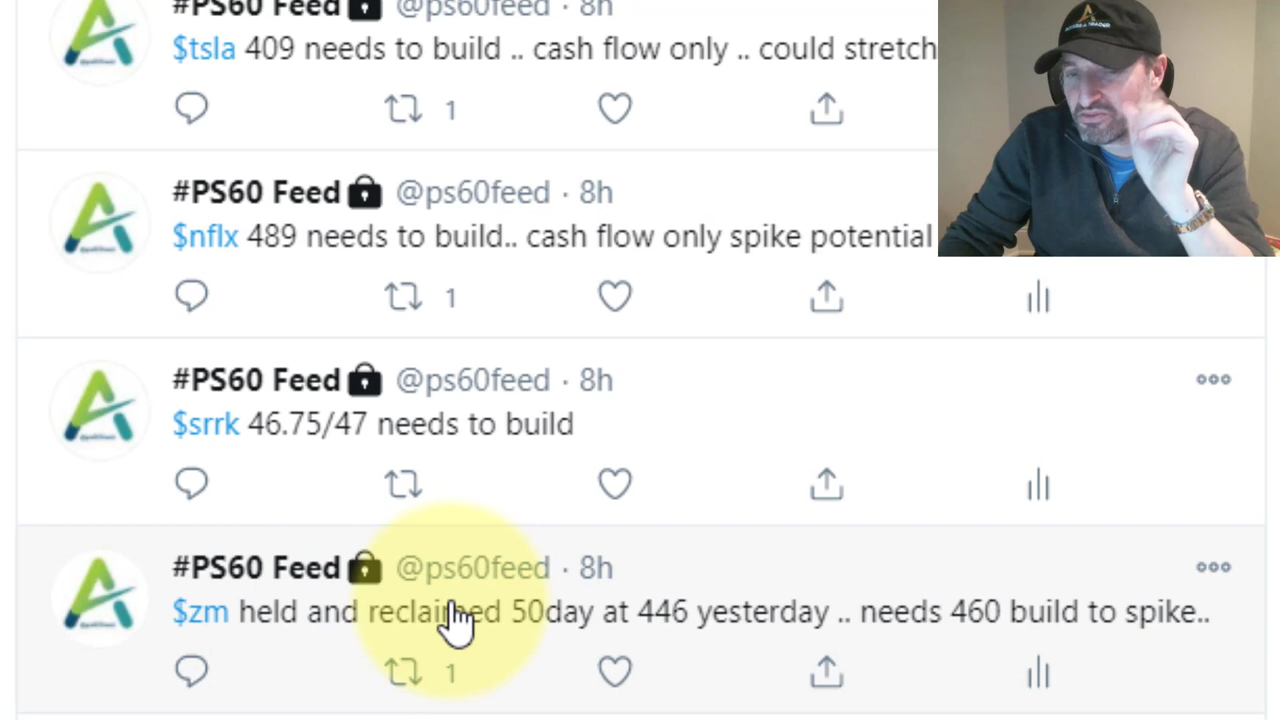 #PS60 Feed @ps60feed · 8h
$tsla 409 needs to build .. cash flow only .. could stretch
1
#PS60 Feed @ps60feed · 8h
$nflx 489 needs to build.. cash flow only spike potential
1
#PS60 Feed @ps60feed · 8h
$srrk 46.75/47 needs to build
#PS60 Feed @ps60feed · 8h
$zm held and reclaimed 50day at 446 yesterday .. needs 460 build to spike..
1